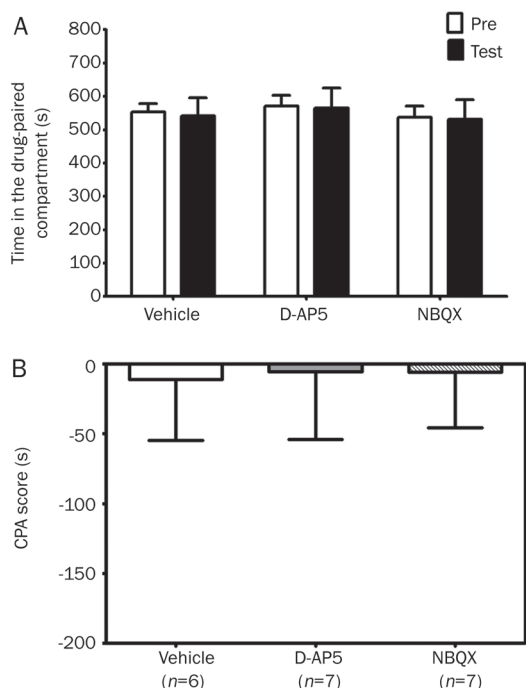 A
Pre
Test
Time in the drug-paired
compartment (s)
800
700
600
500
400
300
200
100
0
Vehicle D-AP5 NBQX
B
CPA score (s)
0
-50
-100
-150
-200
Vehicle D-AP5 NBQX
(n=6) (n=7) (n=7)